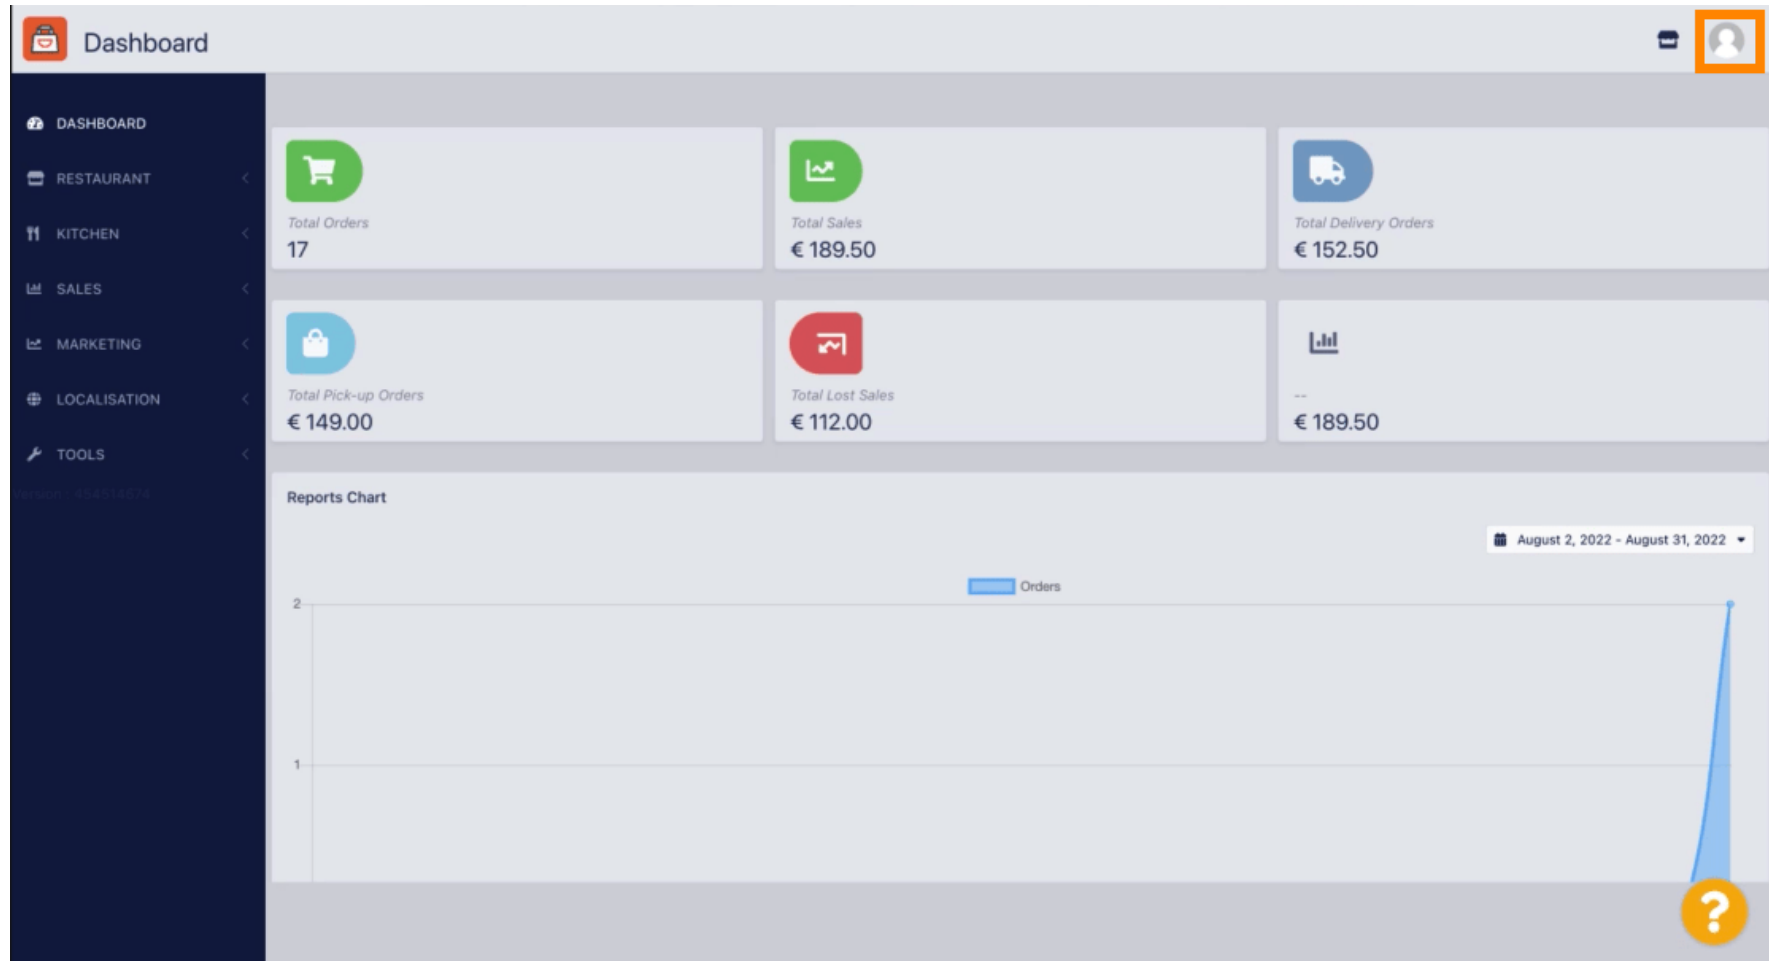 Dashboard
DASHBOARD
RESTAURANT
KITCHEN
SALES
MARKETING
LOCALISATION
TOOLS
Total Orders
17
Total Sales
€ 189.50
Total Delivery Orders
€ 152.50
Total Pick-up Orders
€ 149.00
Total Lost Sales
€ 112.00
--
€ 189.50
Reports Chart
August 2, 2022 - August 31, 2022
Orders
2
1
?